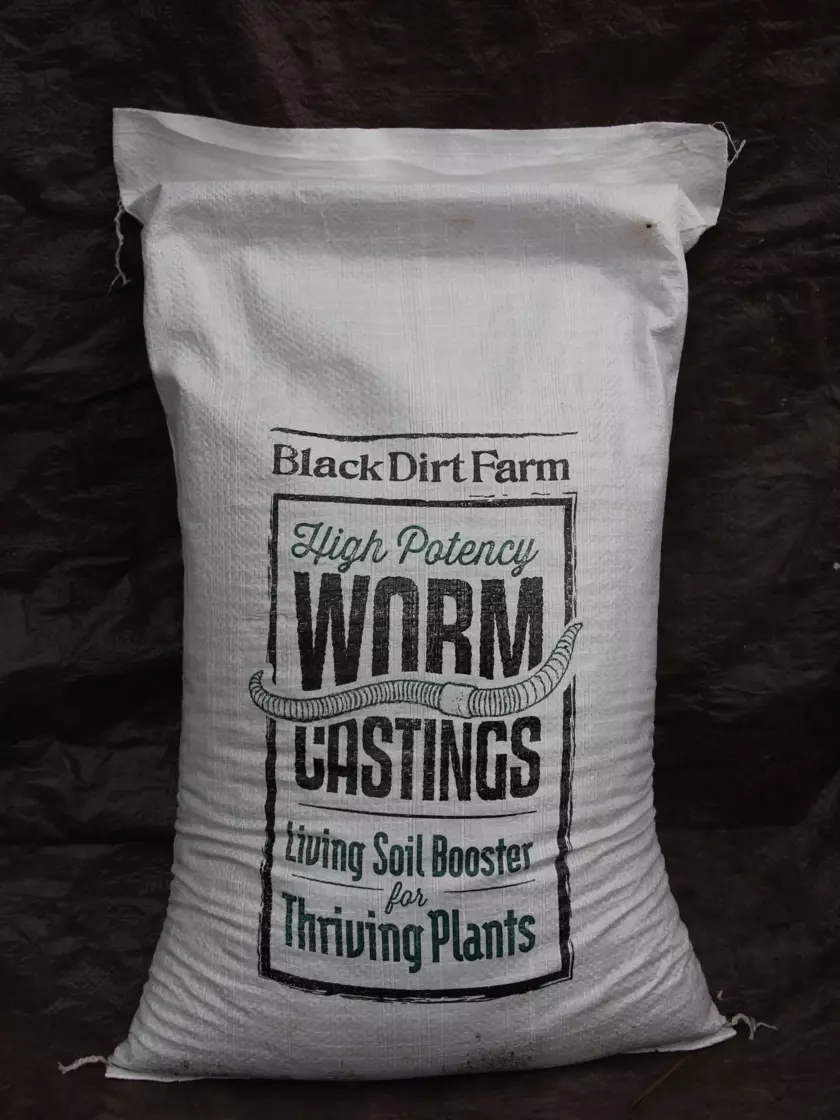 Black Dirt Farm
High Potency
WORM
CASTINGS
Living Soil Booster
for
Thriving Plants